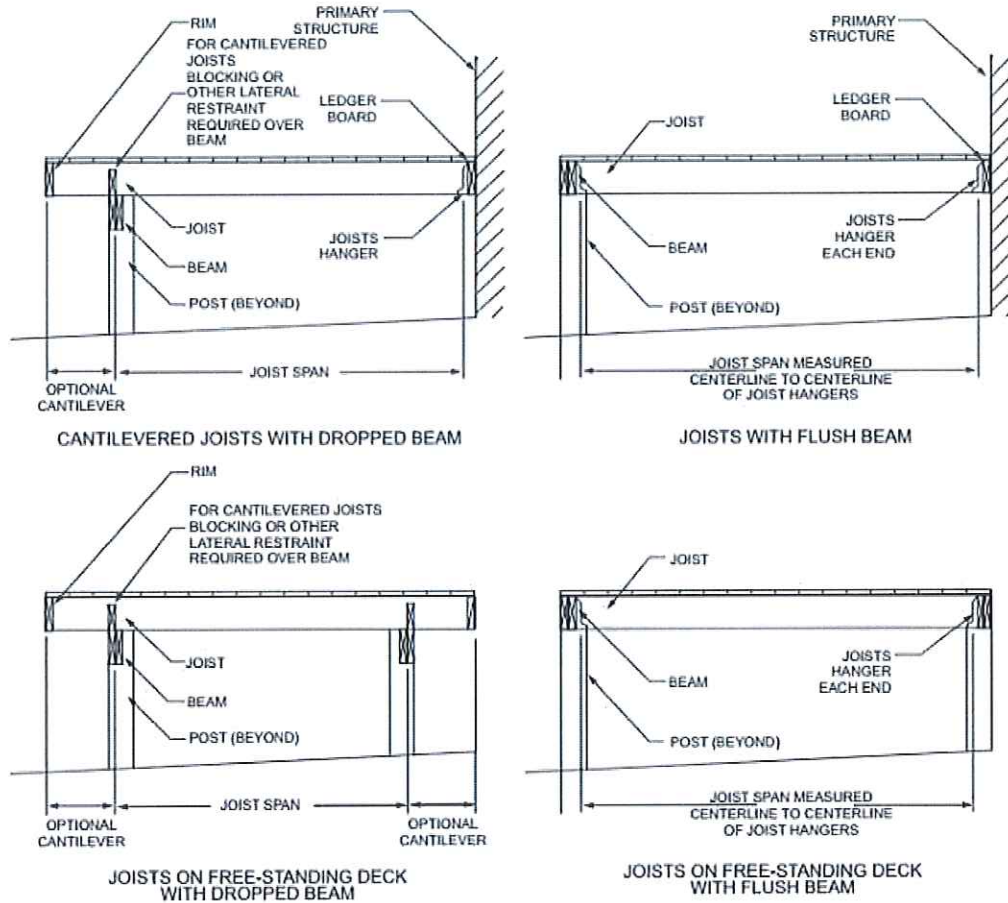 RIM
FOR CANTILEVERED
JOISTS
BLOCKING OR
OTHER LATERAL
RESTRAINT
REQUIRED OVER
BEAM
PRIMARY
STRUCTURE
LEDGER
BOARD
JOIST
JOISTS
HANGER
BEAM
POST (BEYOND)
JOIST SPAN
OPTIONAL
CANTILEVER
CANTILEVERED JOISTS WITH DROPPED BEAM
PRIMARY
STRUCTURE
LEDGER
BOARD
JOIST
JOISTS
HANGER
EACH END
BEAM
POST (BEYOND)
JOIST SPAN MEASURED
CENTERLINE TO CENTERLINE
OF JOIST HANGERS
JOISTS WITH FLUSH BEAM
RIM
FOR CANTILEVERED JOISTS
BLOCKING OR OTHER
LATERAL RESTRAINT
REQUIRED OVER BEAM
JOIST
BEAM
POST (BEYOND)
JOIST SPAN
OPTIONAL
CANTILEVER
OPTIONAL
CANTILEVER
JOISTS ON FREE-STANDING DECK
WITH DROPPED BEAM
JOIST
JOISTS
HANGER
EACH END
BEAM
POST (BEYOND)
JOIST SPAN MEASURED
CENTERLINE TO CENTERLINE
OF JOIST HANGERS
JOISTS ON FREE-STANDING DECK
WITH FLUSH BEAM